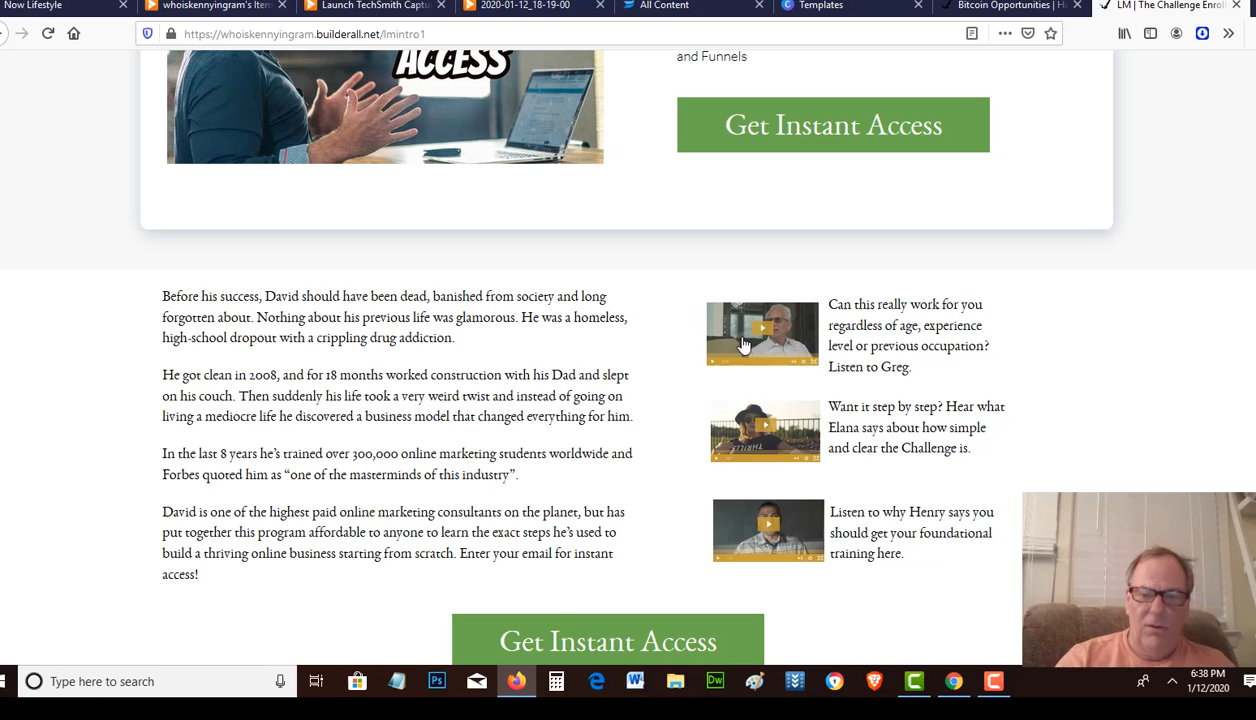 Now Lifestyle
whoiskennyingram's Item
Launch TechSmith Captu
2020-01-12_18-19-00
All Content
Templates
Bitcoin Opportunities | H
LM | The Challenge Enroll
https://whoiskennyingram.builderall.net/lmintro1
ACCESS
and Funnels
Get Instant Access
Before his success, David should have been dead, banished from society and long
forgotten about. Nothing about his previous life was glamorous. He was a homeless,
high-school dropout with a crippling drug addiction.
He got clean in 2008, and for 18 months worked construction with his Dad and slept
on his couch. Then suddenly his life took a very weird twist and instead of going on
living a mediocre life he discovered a business model that changed everything for him.
In the last 8 years he's trained over 300,000 online marketing students worldwide and
Forbes quoted him as “one of the masterminds of this industry”.
David is one of the highest paid online marketing consultants on the planet, but has
put together this program affordable to anyone to learn the exact steps he's used to
build a thriving online business starting from scratch. Enter your email for instant
access!
Can this really work for you
regardless of age, experience
level or previous occupation?
Listen to Greg.
Want it step by step? Hear what
Elana says about how simple
and clear the Challenge is.
Listen to why Henry says you
should get your foundational
training here.
Get Instant Access
Type here to search
6:38 PM
1/12/2020